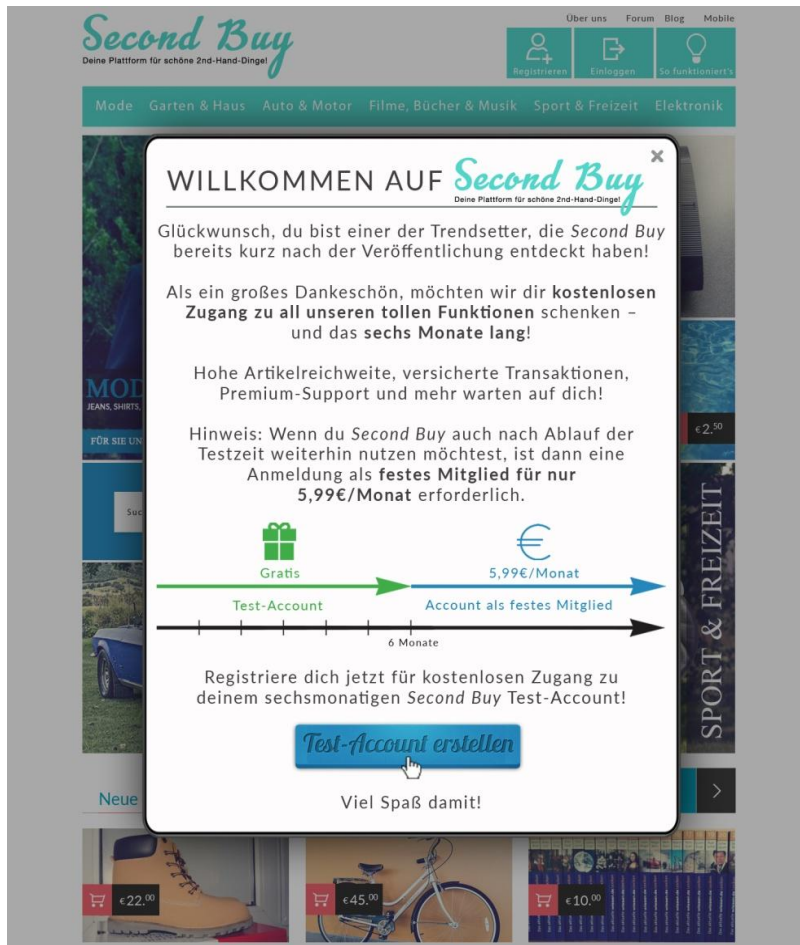 Second Buy
Deine Plattform für schöne 2nd-Hand-Dinge!
Über uns Forum Blog Mobile
Registrieren Einloggen So funktioniert's
Mode Garten & Haus Auto & Motor Filme, Bücher & Musik Sport & Freizeit Elektronik
WILLKOMMEN AUF Second Buy
Deine Plattform für schöne 2nd-Hand-Dinge!
Glückwunsch, du bist einer der Trendsetter, die Second Buy
bereits kurz nach der Veröffentlichung entdeckt haben!
Als ein großes Dankeschön, möchten wir dir kostenlosen
Zugang zu all unseren tollen Funktionen schenken –
und das sechs Monate lang!
Hohe Artikelreichweite, versicherte Transaktionen,
Premium-Support und mehr warten auf dich!
Hinweis: Wenn du Second Buy auch nach Ablauf der
Testzeit weiterhin nutzen möchtest, ist dann eine
Anmeldung als festes Mitglied für nur
5,99€/Monat erforderlich.
Gratis 5,99€/Monat
Test-Account Account als festes Mitglied
6 Monate
Registriere dich jetzt für kostenlosen Zugang zu
deinem sechsmonatigen Second Buy Test-Account!
Test-Account erstellen
Viel Spaß damit!
MOD
JEANS, SHIRTS,
FÜR SIE UN
€2.50
Suc
SPORT & FREIZEIT
Neue
€22.00
€45.00
€10.00